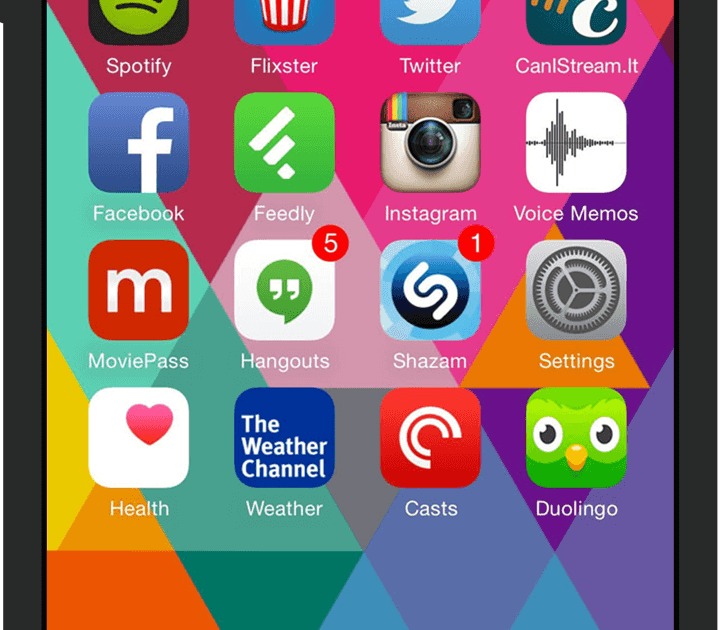 Spotify Flixster Twitter CanIStream.It
Insta
Facebook Feedly Instagram Voice Memos
5 1
m
MoviePass Hangouts Shazam Settings
The
Weather
Channel
Health Weather Casts Duolingo